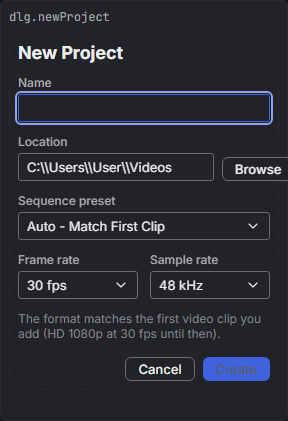 dlg.newProject
New Project
Name
Location
C:\\Users\\User\\Videos
Browse
Sequence preset
Auto - Match First Clip
Frame rate
Sample rate
30 fps
48 kHz
The format matches the first video clip you
add (HD 1080p at 30 fps until then).
Cancel
Create